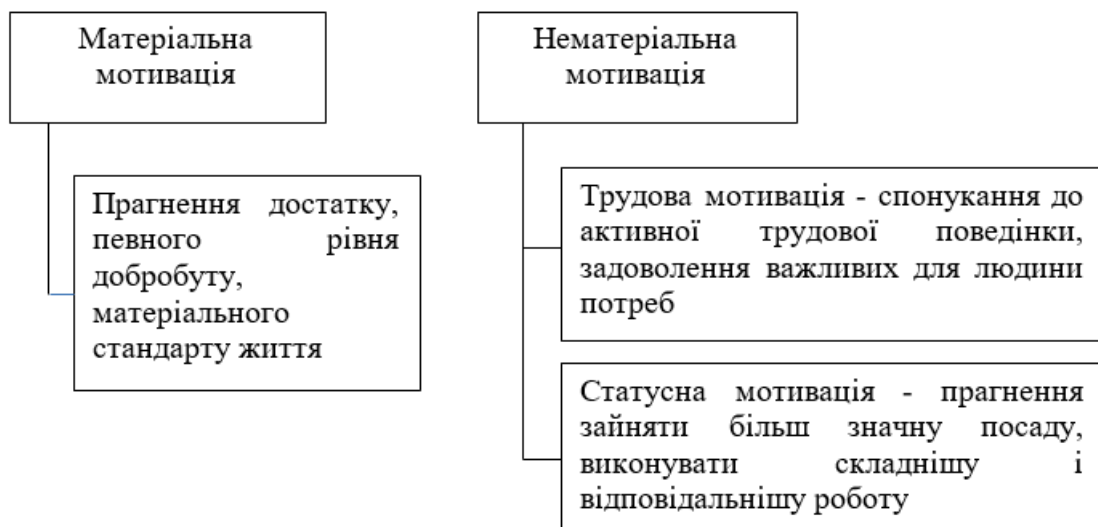 Матеріальна
мотивація
Прагнення достатку,
певного рівня
добробуту,
матеріального
стандарту життя
Нематеріальна
мотивація
Трудова мотивація - спонукання до
активної трудової поведінки,
задоволення важливих для людини
потреб
Статусна мотивація - прагнення
зайняти більш значну посаду,
виконувати складнішу і
відповідальнішу роботу